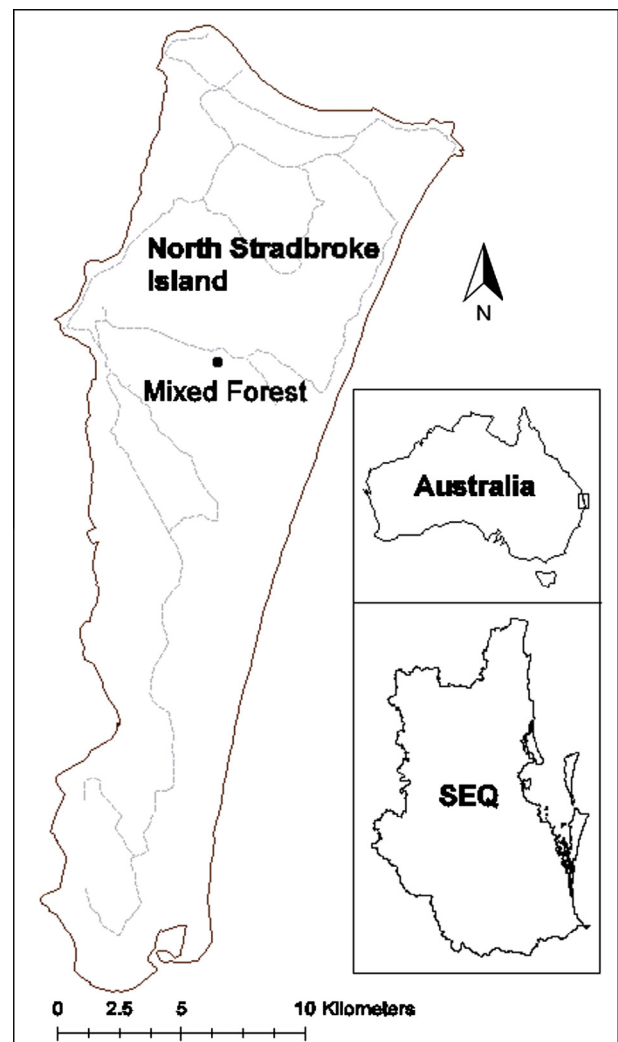 North Stradbroke
Island
N
Mixed Forest
Australia
SEQ
0 2.5 5 10 Kilometers